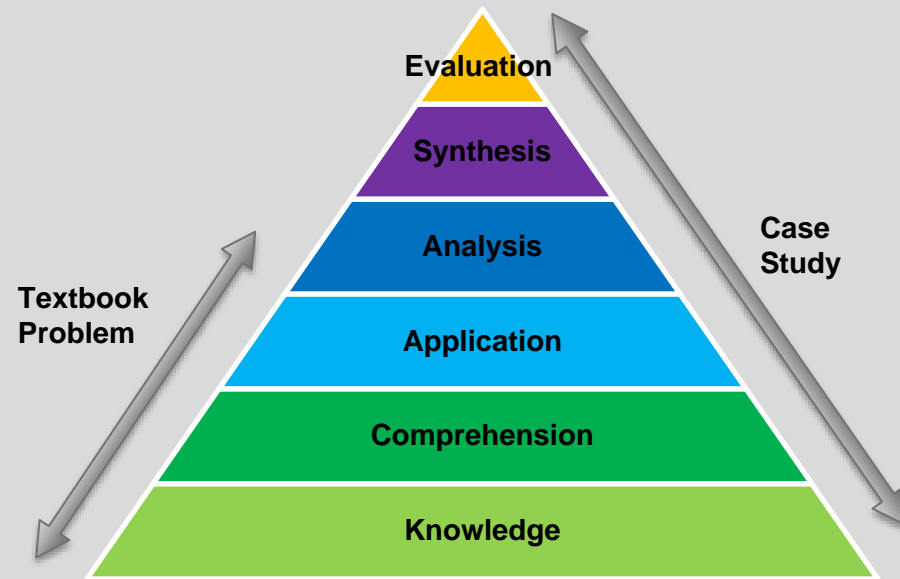 Evaluation
Synthesis
Analysis
Application
Comprehension
Knowledge
Textbook
Problem
Case
Study